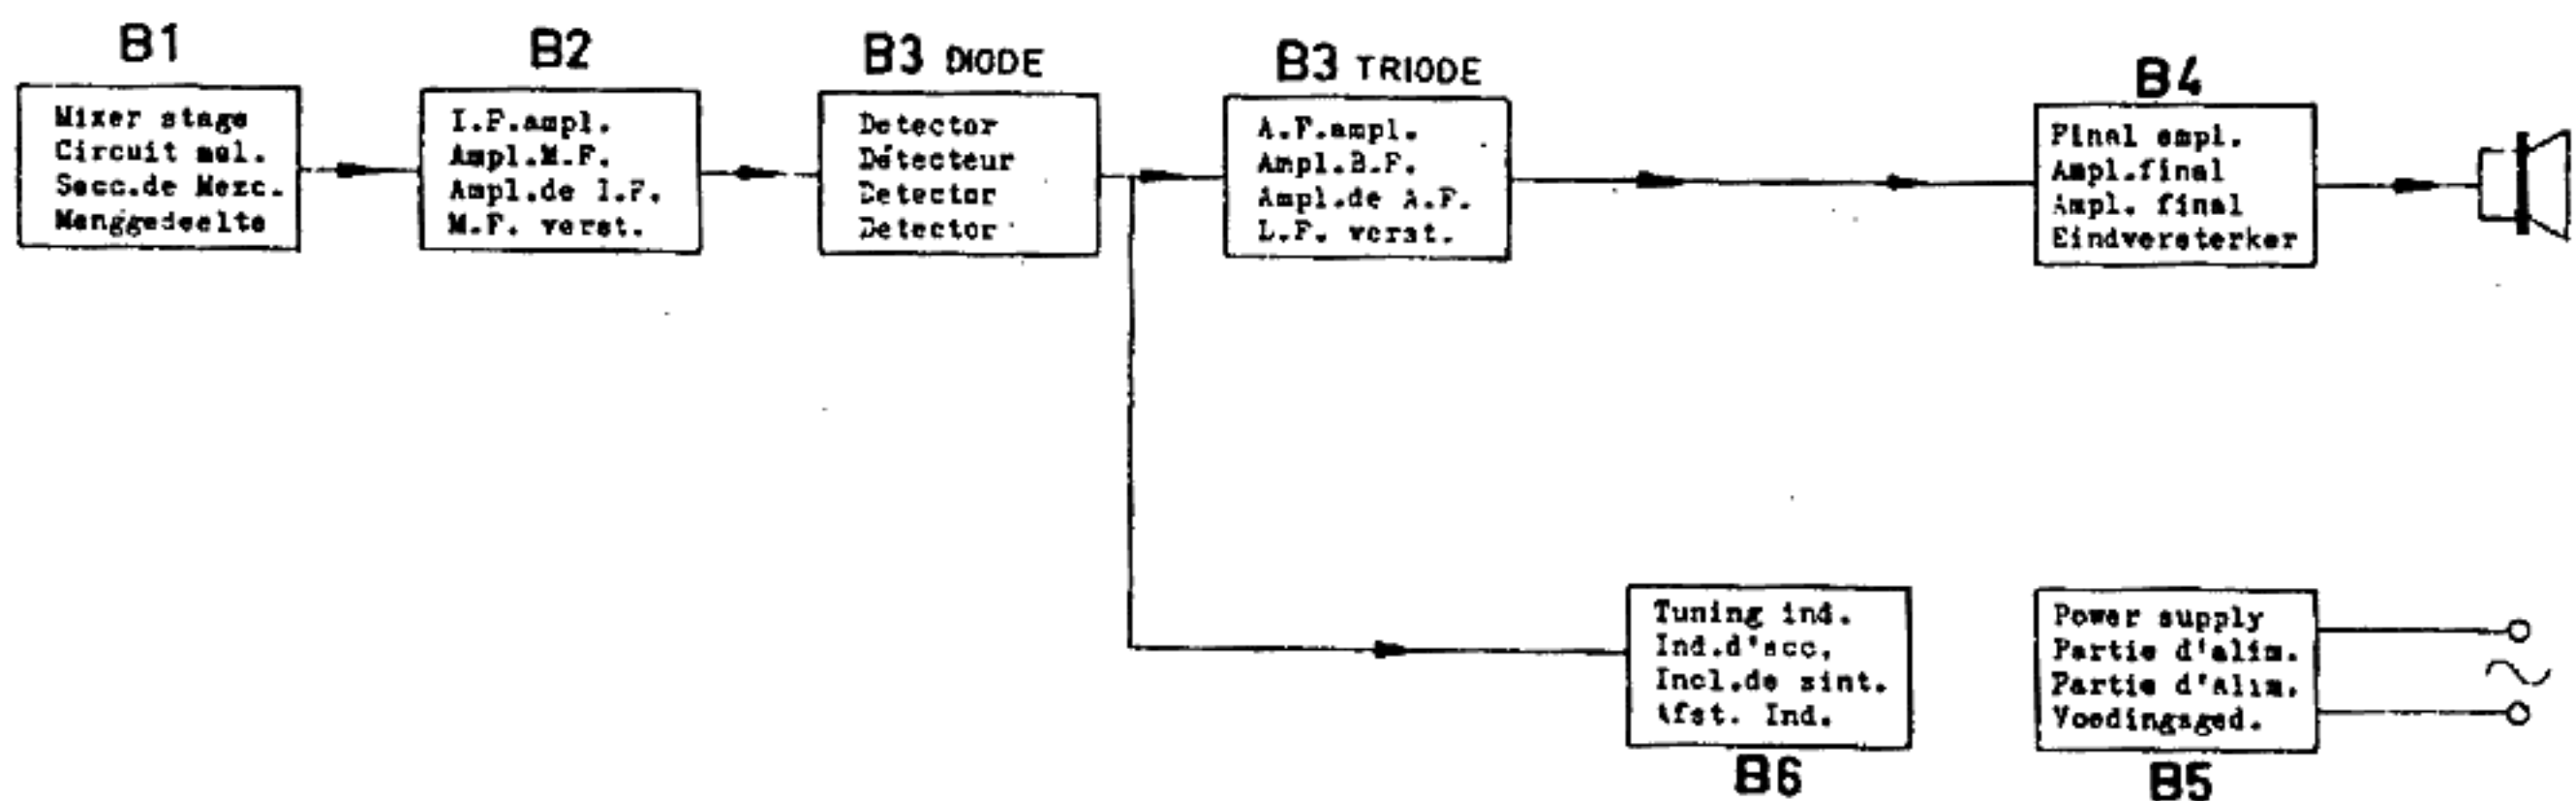 B1
Mixer stage
Circuit mel.
Secc.de Mezc.
Menggedeelte
B2
I.F.ampl.
Ampl.M.F.
Ampl.de I.F.
M.F. verst.
B3 DIODE
Detector
Détecteur
Detector
Detector
B3 TRIODE
A.F.ampl.
Ampl.B.F.
Ampl.de A.F.
L.F. verst.
B4
Final ampl.
Ampl.final
Ampl. final
Eindversterker
Tuning ind.
Ind.d'acc.
Incl.de sint.
Afst. Ind.
B6
Power supply
Partie d'alim.
Partie d'Alim.
Voedingsged.
B5